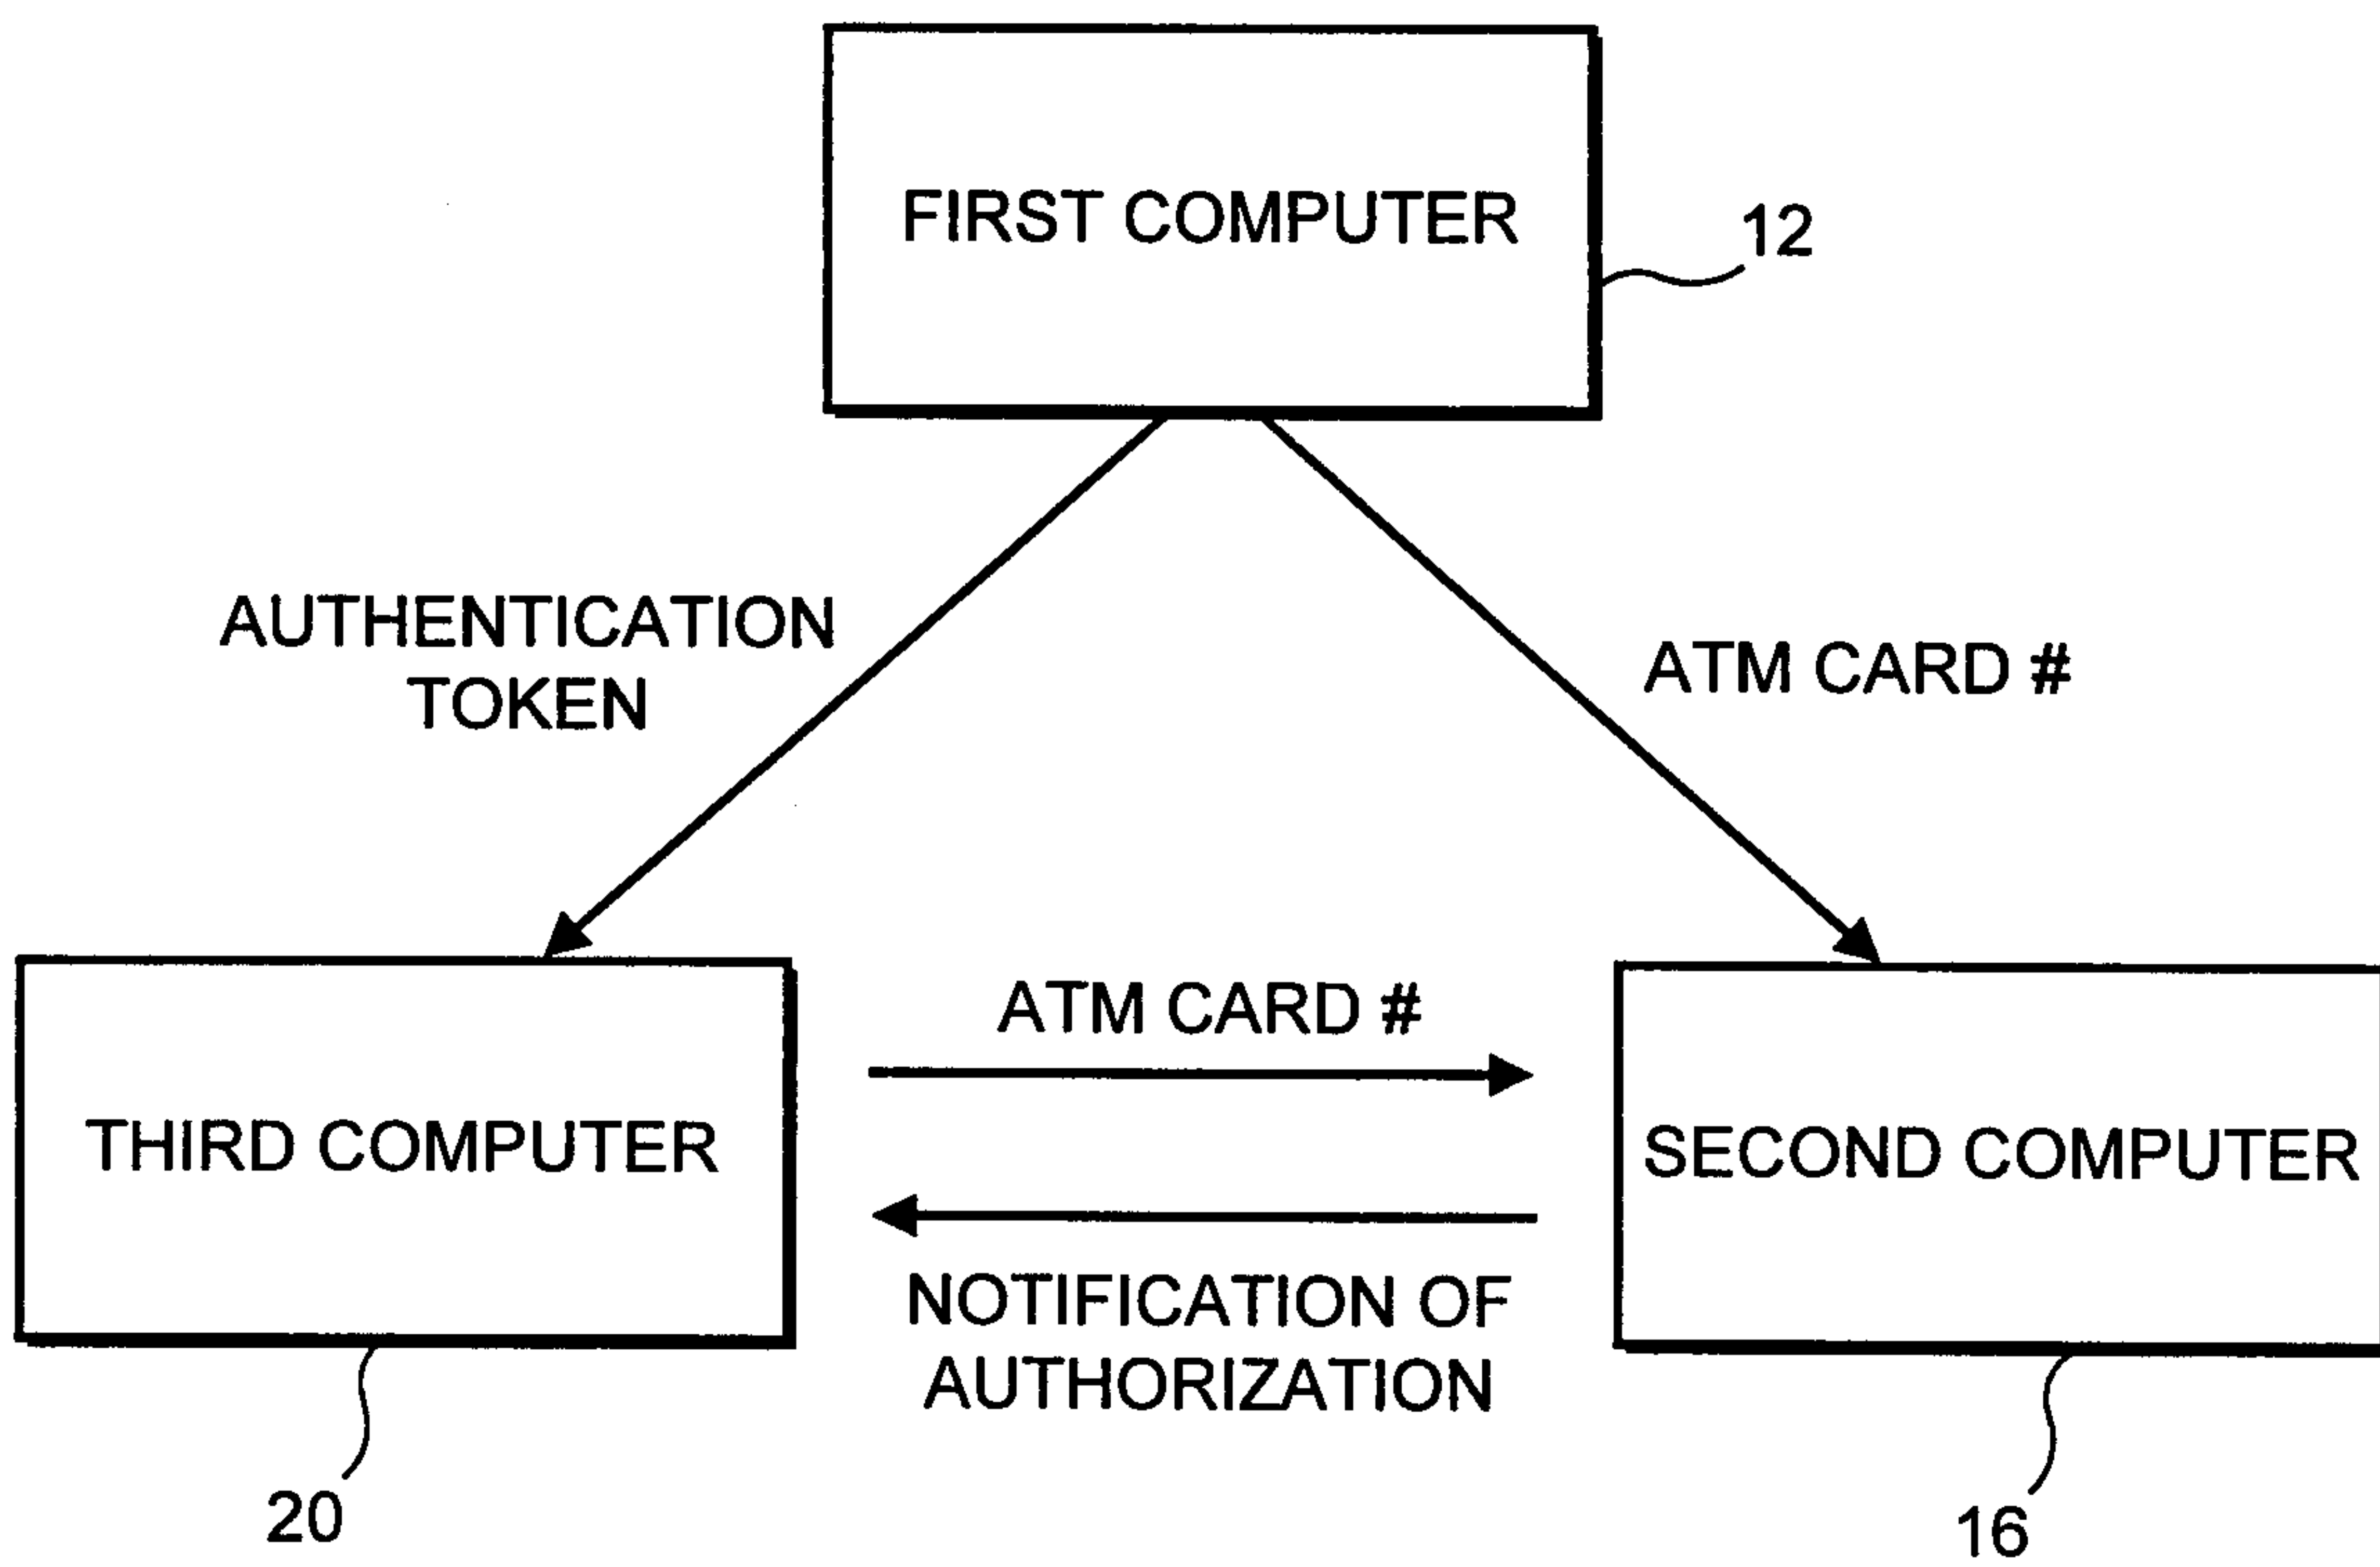 FIRST COMPUTER
12
AUTHENTICATION
TOKEN
ATM CARD #
ATM CARD #
THIRD COMPUTER
SECOND COMPUTER
NOTIFICATION OF
AUTHORIZATION
20
16